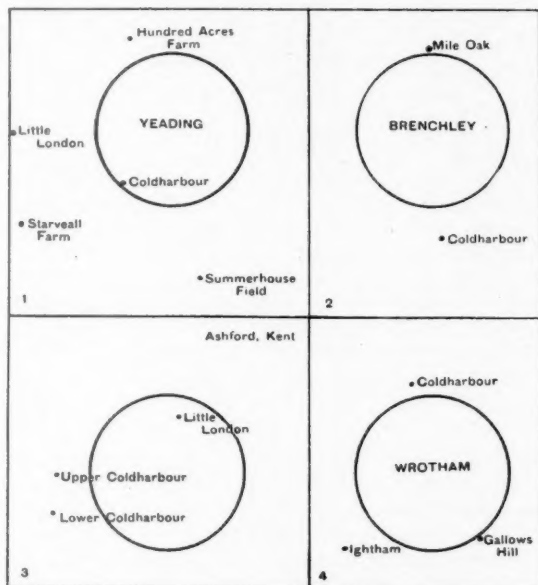 Hundred Acres
Farm
YEADING
Little
London
Coldharbour
Starveall
Farm
Summerhouse
Field
1
Mile Oak
BRENCHLEY
Coldharbour
2
Ashford, Kent
Little
London
Upper Coldharbour
Lower Coldharbour
3
Coldharbour
WROTHAM
Gallows
Hill
Ightham
4